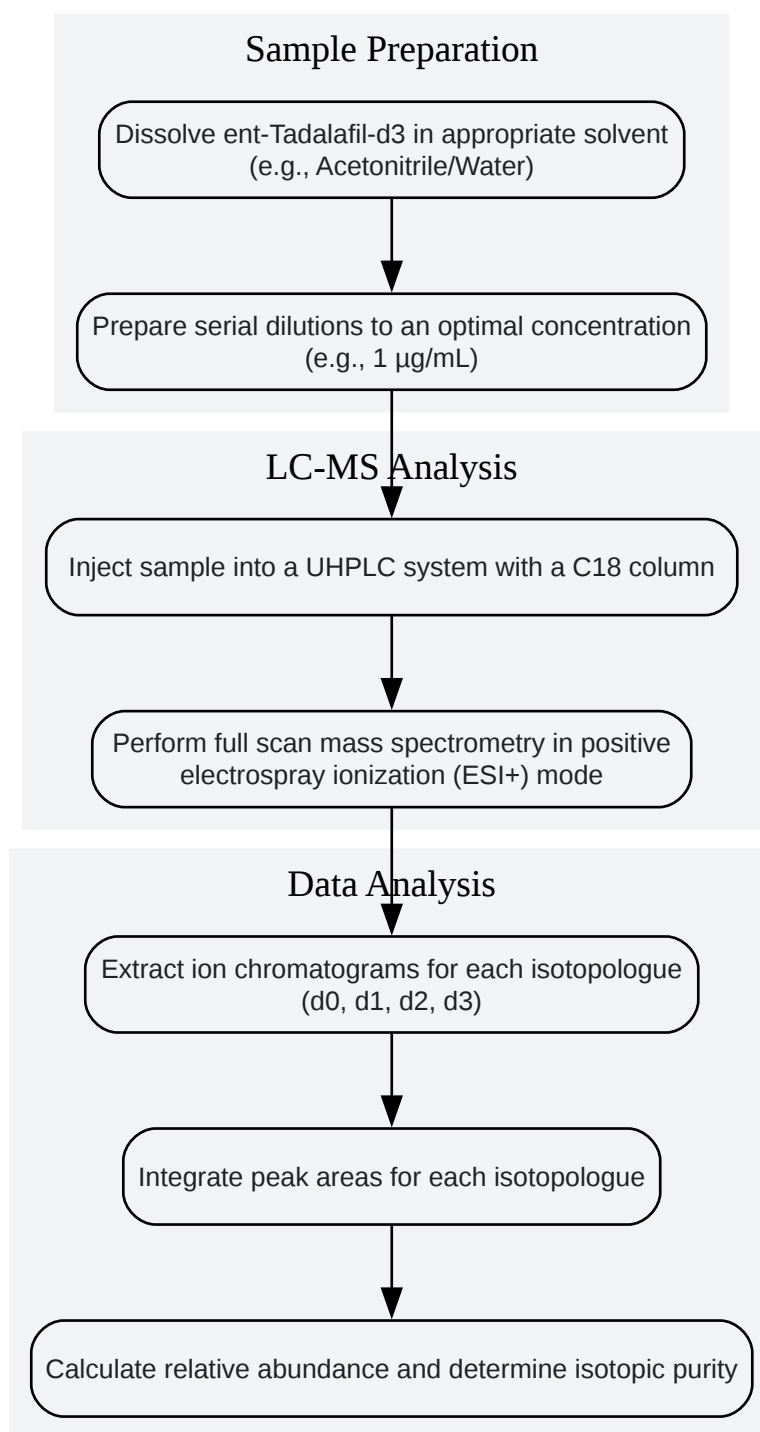 Sample Preparation
Dissolve ent-Tadalafil-d3 in appropriate solvent
(e.g., Acetonitrile/Water)
Prepare serial dilutions to an optimal concentration
(e.g., 1 µg/mL)
LC-MS Analysis
Inject sample into a UHPLC system with a C18 column
Perform full scan mass spectrometry in positive
electrospray ionization (ESI+) mode
Data Analysis
Extract ion chromatograms for each isotopologue
(d0, d1, d2, d3)
Integrate peak areas for each isotopologue
Calculate relative abundance and determine isotopic purity